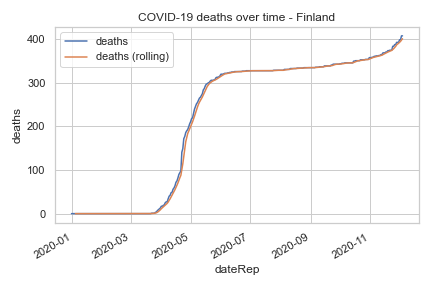 COVID-19 deaths over time - Finland
deaths
deaths (rolling)
400
300
200
100
0
deaths
2020-01
2020-03
2020-05
2020-07
2020-09
2020-11
dateRep